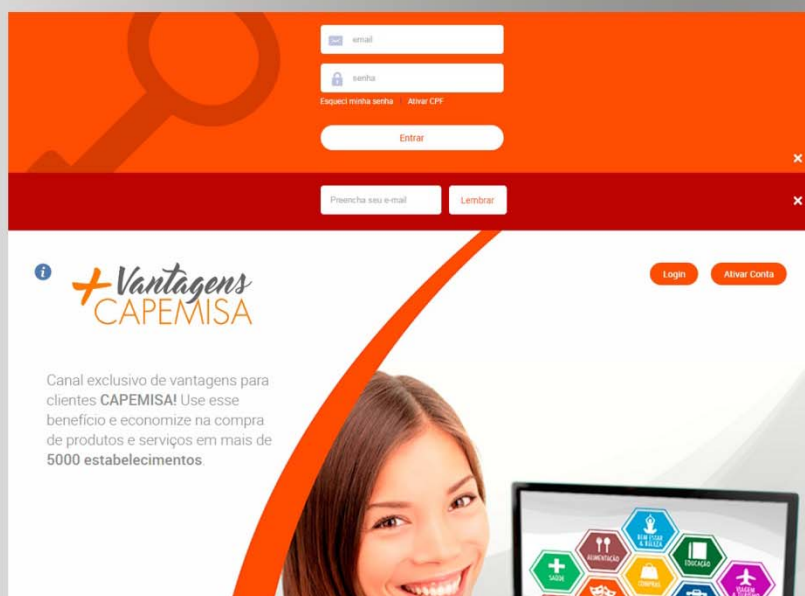 email
senha
Esqueci minha senha | Ativar CPF
Entrar
Preencha seu e-mail
Lembrar
i
+Vantagens
CAPEMISA
Login
Ativar Conta
Canal exclusivo de vantagens para
clientes CAPEMISA! Use esse
benefício e economize na compra
de produtos e serviços em mais de
5000 estabelecimentos.
BEM ESTAR
& BELEZA
ALIMENTAÇÃO
EDUCAÇÃO
SAÚDE
COMPRAS
VIAGEM
& TURISMO